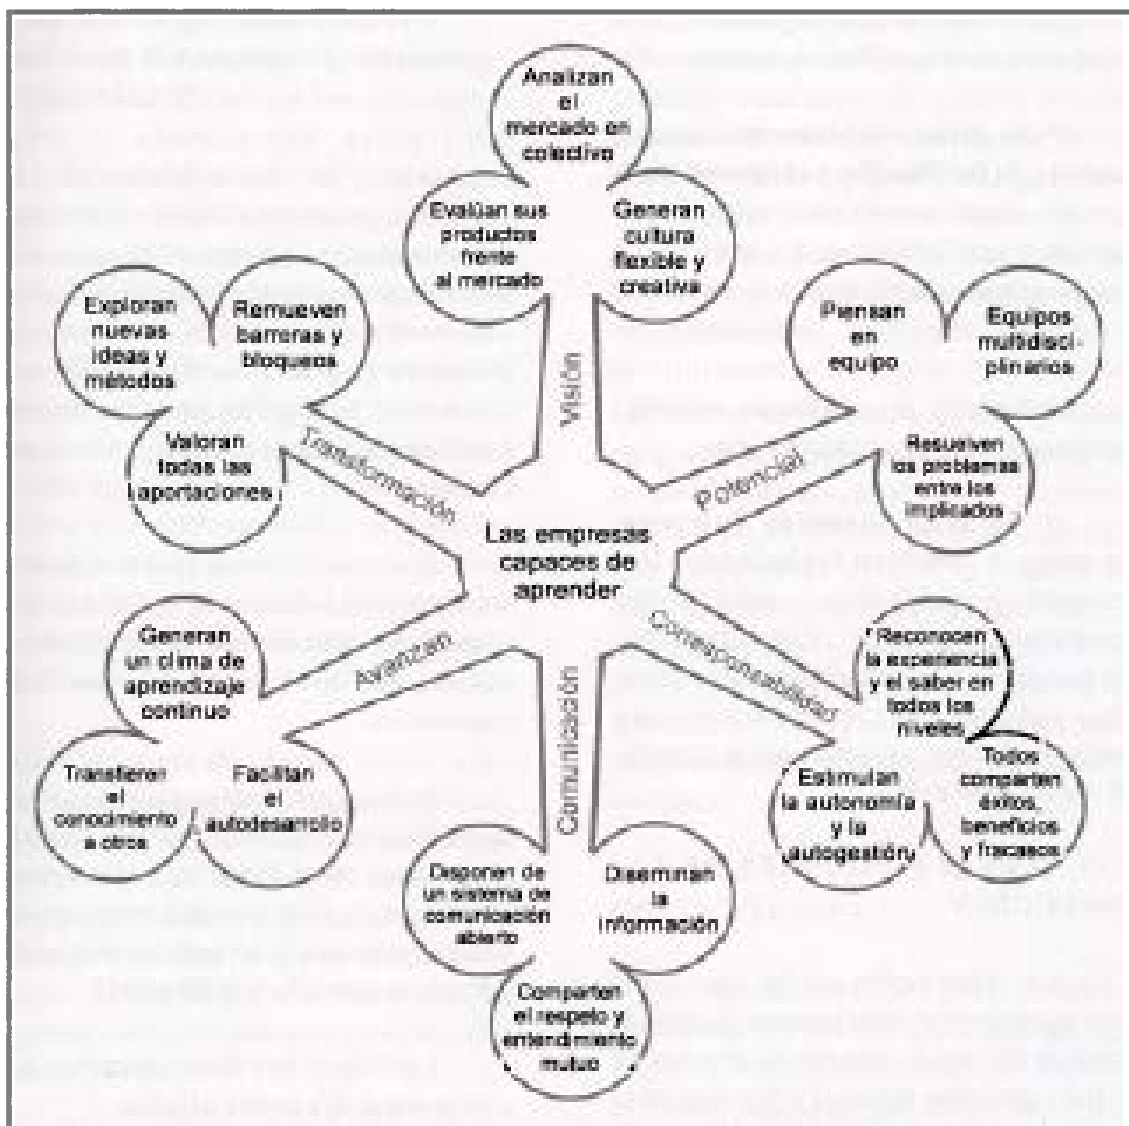 Analizan
el
mercado en
colectivo
Evalúan sus
productos
frente
al mercado
Generan
cultura
flexible y
creativa
Visión
Exploran
nuevas
ideas y
métodos
Remueven
barreras y
bloqueos
Valoran
todas las
aportaciones
Transformación
Piensan
en
equipo
Equipos
multidisci-
plinarios
Resuelven
los problemas
entre los
implicados
Potencial
Las empresas
capaces de
aprender
Generan
un clima de
aprendizaje
continuo
Transfieren
el
conocimiento
a otros
Facilitan
el
autodesarrollo
Avanzan
Comunicación
Disponen de
un sistema de
comunicación
abierto
Diseminan
la
información
Comparten
el respeto y
entendimiento
mutuo
Corresponsabilidad
Reconocen
la experiencia
y el saber en
todos los
niveles
Estimulan
la autonomía
y la
autogestión
Todos
comparten
éxitos,
beneficios
y fracasos